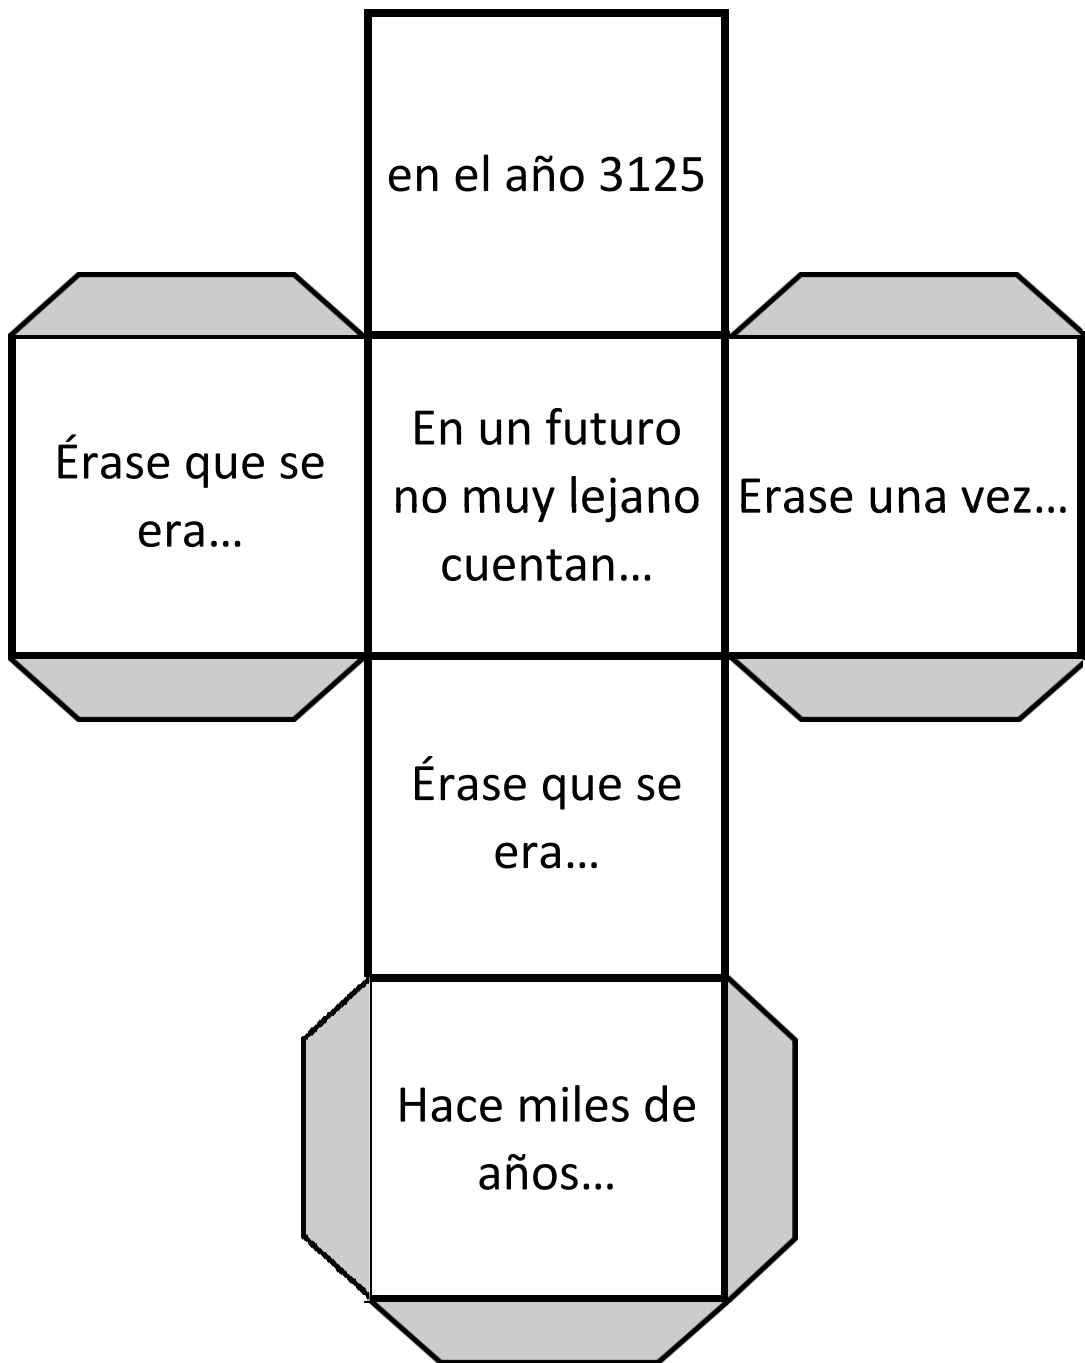 en el año 3125
Érase que se
era...
En un futuro
no muy lejano
cuentan...
Erase una vez...
Érase que se
era...
Hace miles de
años...